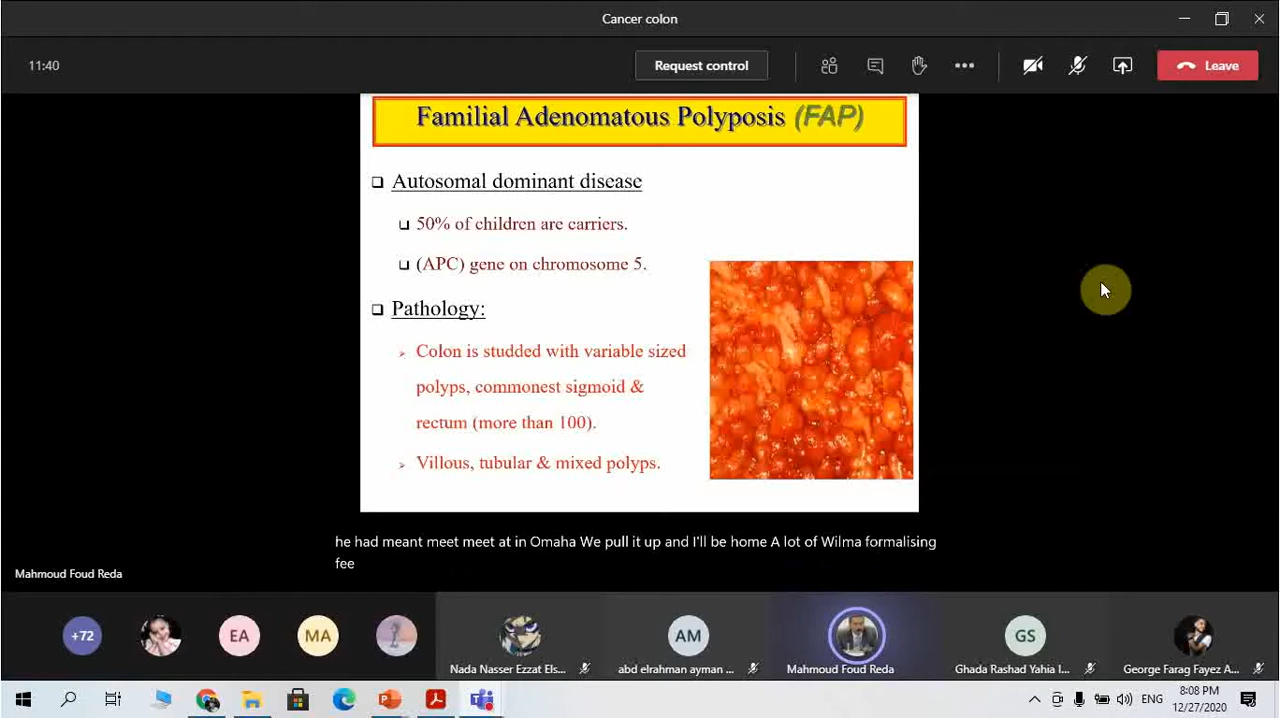 Cancer colon
11:40
Request control
Leave
Familial Adenomatous Polyposis (FAP)
Autosomal dominant disease
50% of children are carriers.
(APC) gene on chromosome 5.
Pathology:
Colon is studded with variable sized
polyps, commonest sigmoid &
rectum (more than 100).
Villous, tubular & mixed polyps.
he had meant meet meet at in Omaha We pull it up and I'll be home A lot of Wilma formalising
fee
Mahmoud Foud Reda
+72
EA
MA
AM
GS
Nada Nasser Ezzat Els...
abd elrahman ayman ...
Mahmoud Foud Reda
Ghada Rashad Yahia I...
George Farag Fayez A...
ENG
8:08 PM
12/27/2020